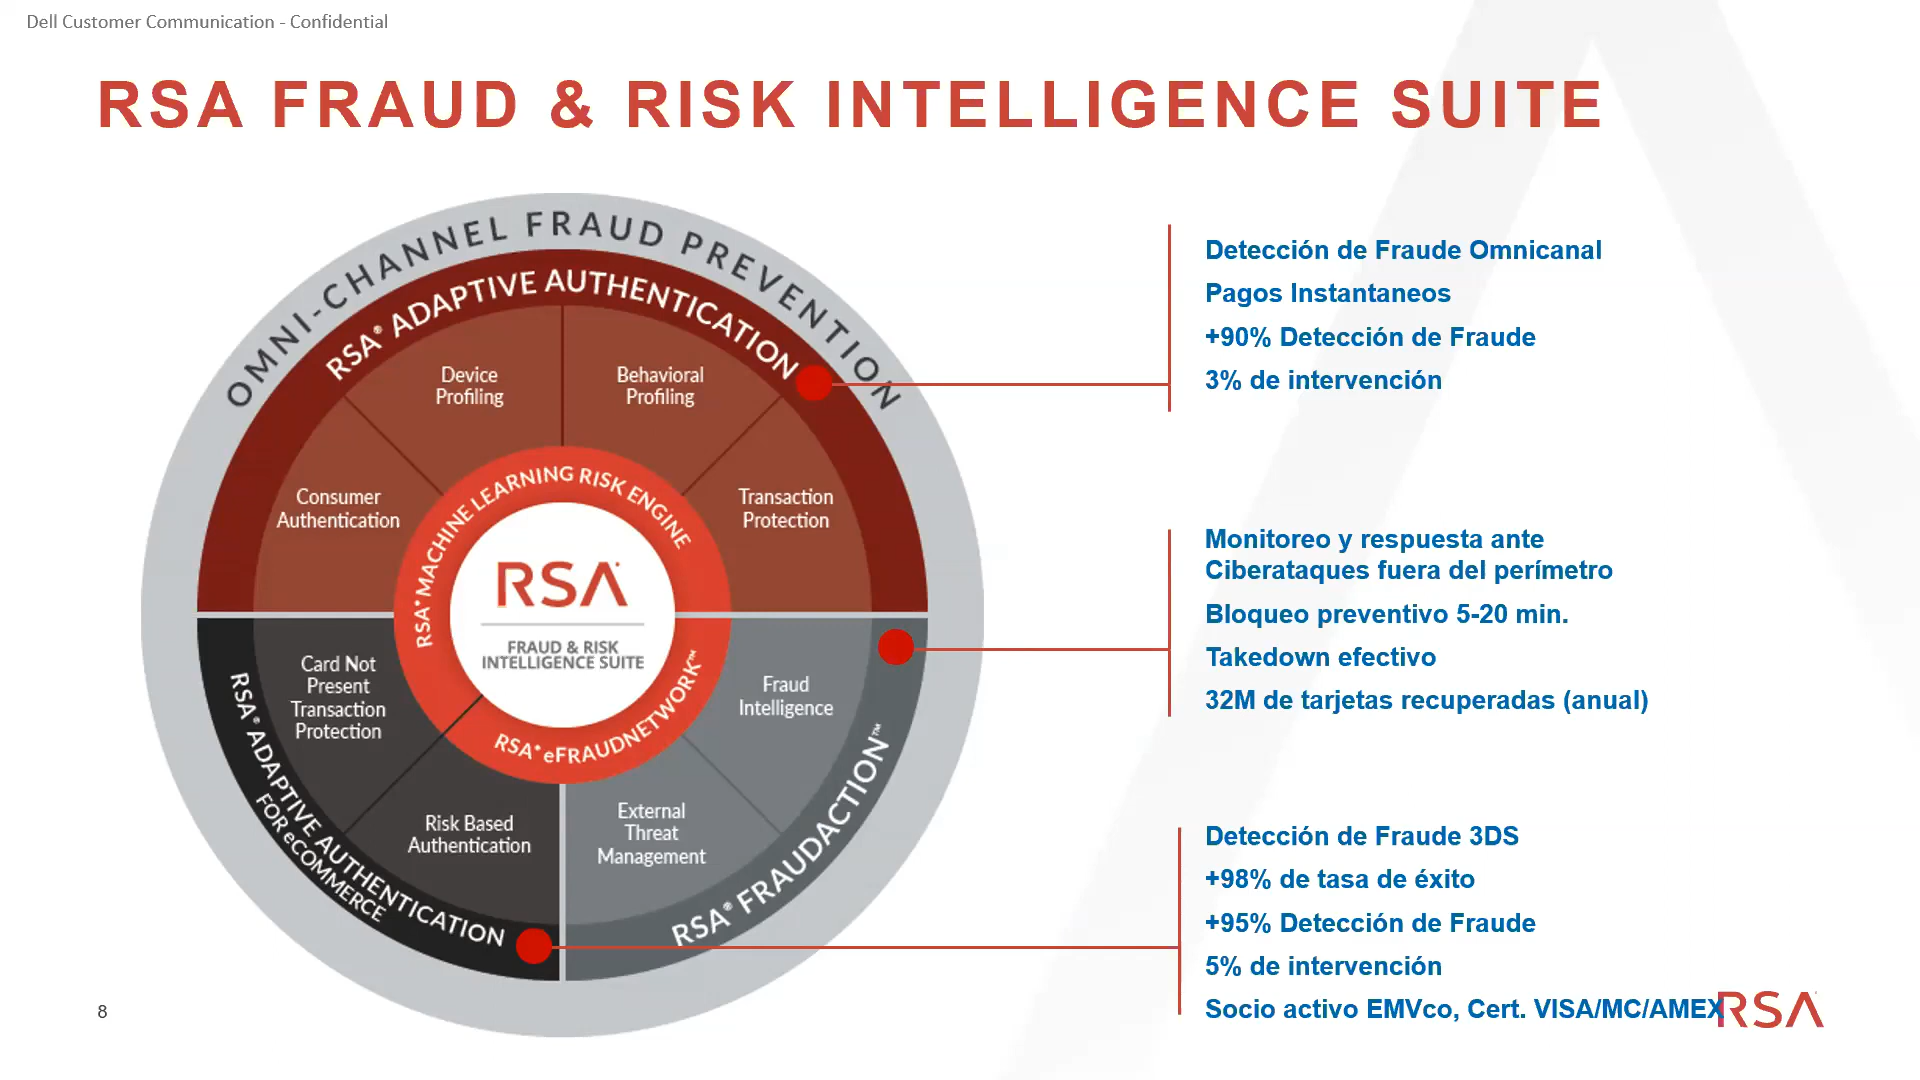 Dell Customer Communication - Confidential
RSA FRAUD & RISK INTELLIGENCE SUITE
OMNI-CHANNEL FRAUD PREVENTION
RSA® ADAPTIVE AUTHENTICATION
Device
Profiling
Behavioral
Profiling
Consumer
Authentication
Transaction
Protection
RSA® MACHINE LEARNING RISK ENGINE
RSA
FRAUD & RISK
INTELLIGENCE SUITE
RSA® eFRAUDNETWORK™
Card Not
Present
Transaction
Protection
Risk Based
Authentication
Fraud
Intelligence
External
Threat
Management
RSA® ADAPTIVE AUTHENTICATION
FOR eCOMMERCE
RSA® FRAUDACTION™
Detección de Fraude Omnicanal
Pagos Instantaneos
+90% Detección de Fraude
3% de intervención
Monitoreo y respuesta ante
Ciberataques fuera del perímetro
Bloqueo preventivo 5-20 min.
Takedown efectivo
32M de tarjetas recuperadas (anual)
Detección de Fraude 3DS
+98% de tasa de éxito
+95% Detección de Fraude
5% de intervención
Socio activo EMVco, Cert. VISA/MC/AMEX
RSA
8